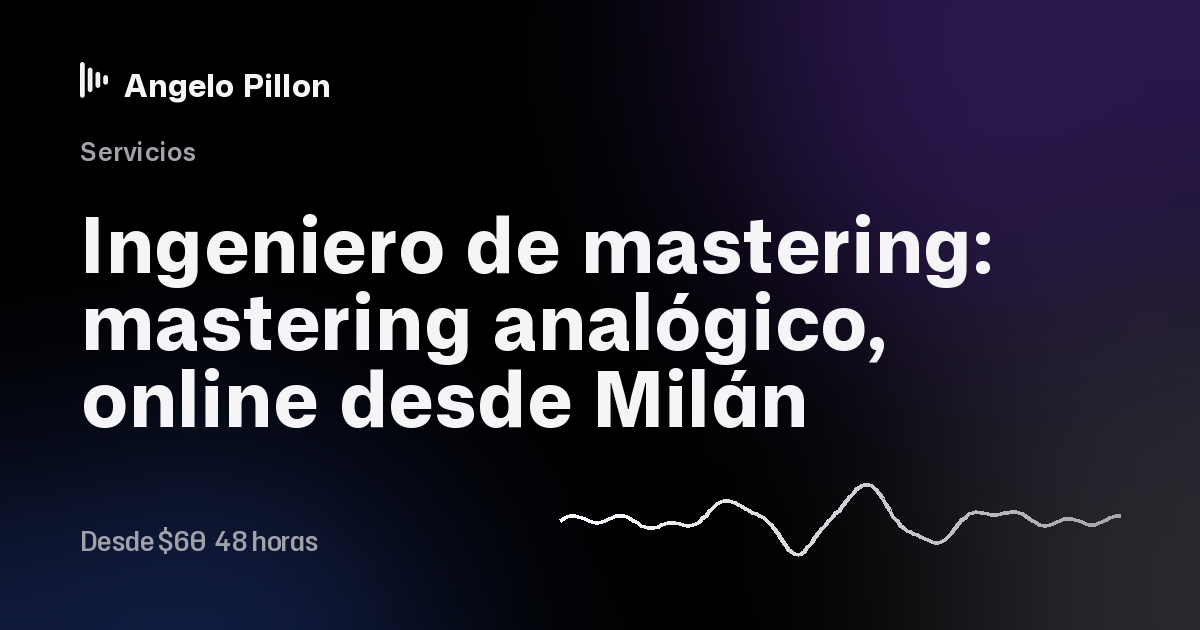 Angelo Pillon
Servicios
Ingeniero de mastering:
mastering analógico,
online desde Milán
Desde $60 48 horas